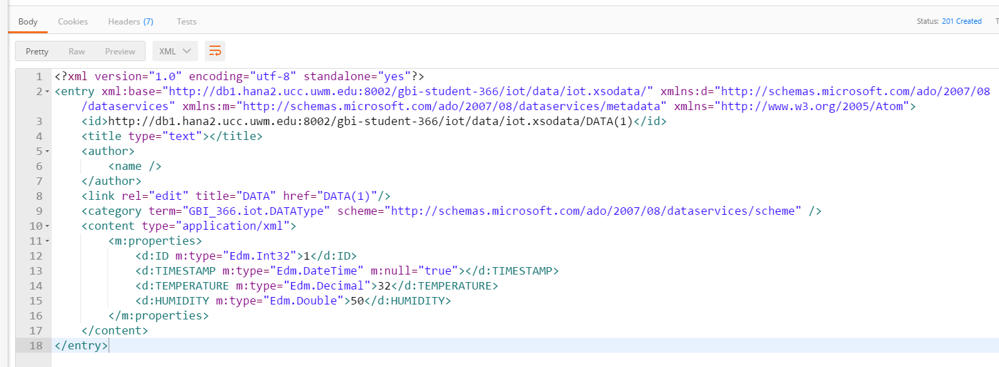 Body Cookies Headers (7) Tests Status: 201 Created T
Pretty Raw Preview XML
1 <?xml version="1.0" encoding="utf-8" standalone="yes"?>
2 <entry xml:base="http://db1.hana2.ucc.uwm.edu:8002/gbi-student-366/iot/data/iot.xsodata/" xmlns:d="http://schemas.microsoft.com/ado/2007/08
/dataservices" xmlns:m="http://schemas.microsoft.com/ado/2007/08/dataservices/metadata" xmlns="http://www.w3.org/2005/Atom">
3 <id>http://db1.hana2.ucc.uwm.edu:8002/gbi-student-366/iot/data/iot.xsodata/DATA(1)</id>
4 <title type="text"></title>
5 <author>
6 <name />
7 </author>
8 <link rel="edit" title="DATA" href="DATA(1)"/>
9 <category term="GBI_366.iot.DATAType" scheme="http://schemas.microsoft.com/ado/2007/08/dataservices/scheme" />
10 <content type="application/xml">
11 <m:properties>
12 <d:ID m:type="Edm.Int32">1</d:ID>
13 <d:TIMESTAMP m:type="Edm.DateTime" m:null="true"></d:TIMESTAMP>
14 <d:TEMPERATURE m:type="Edm.Decimal">32</d:TEMPERATURE>
15 <d:HUMIDITY m:type="Edm.Double">50</d:HUMIDITY>
16 </m:properties>
17 </content>
18 </entry>